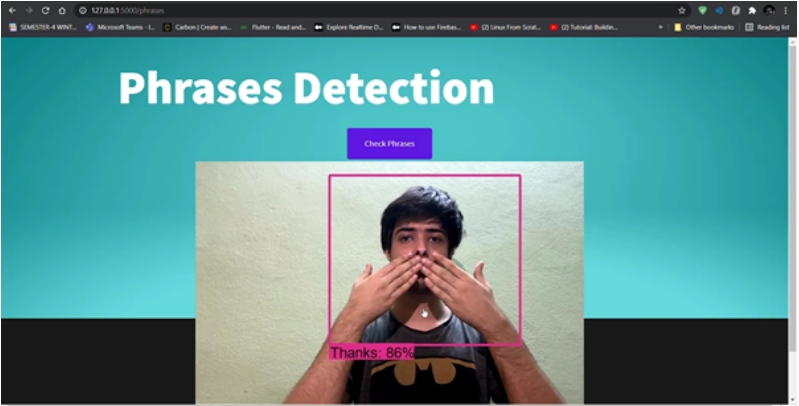 127.0.0.1:5000/phrases
SEMESTER-4 WINT... Microsoft Teams - I... Carbon | Create an... Flutter - Read and... Explore Realtime D... How to use Firebas... (2) Linux From Scrat... (2) Tutorial: Buildin... » Other bookmarks Reading list
Phrases Detection
Check Phrases
Thanks: 86%